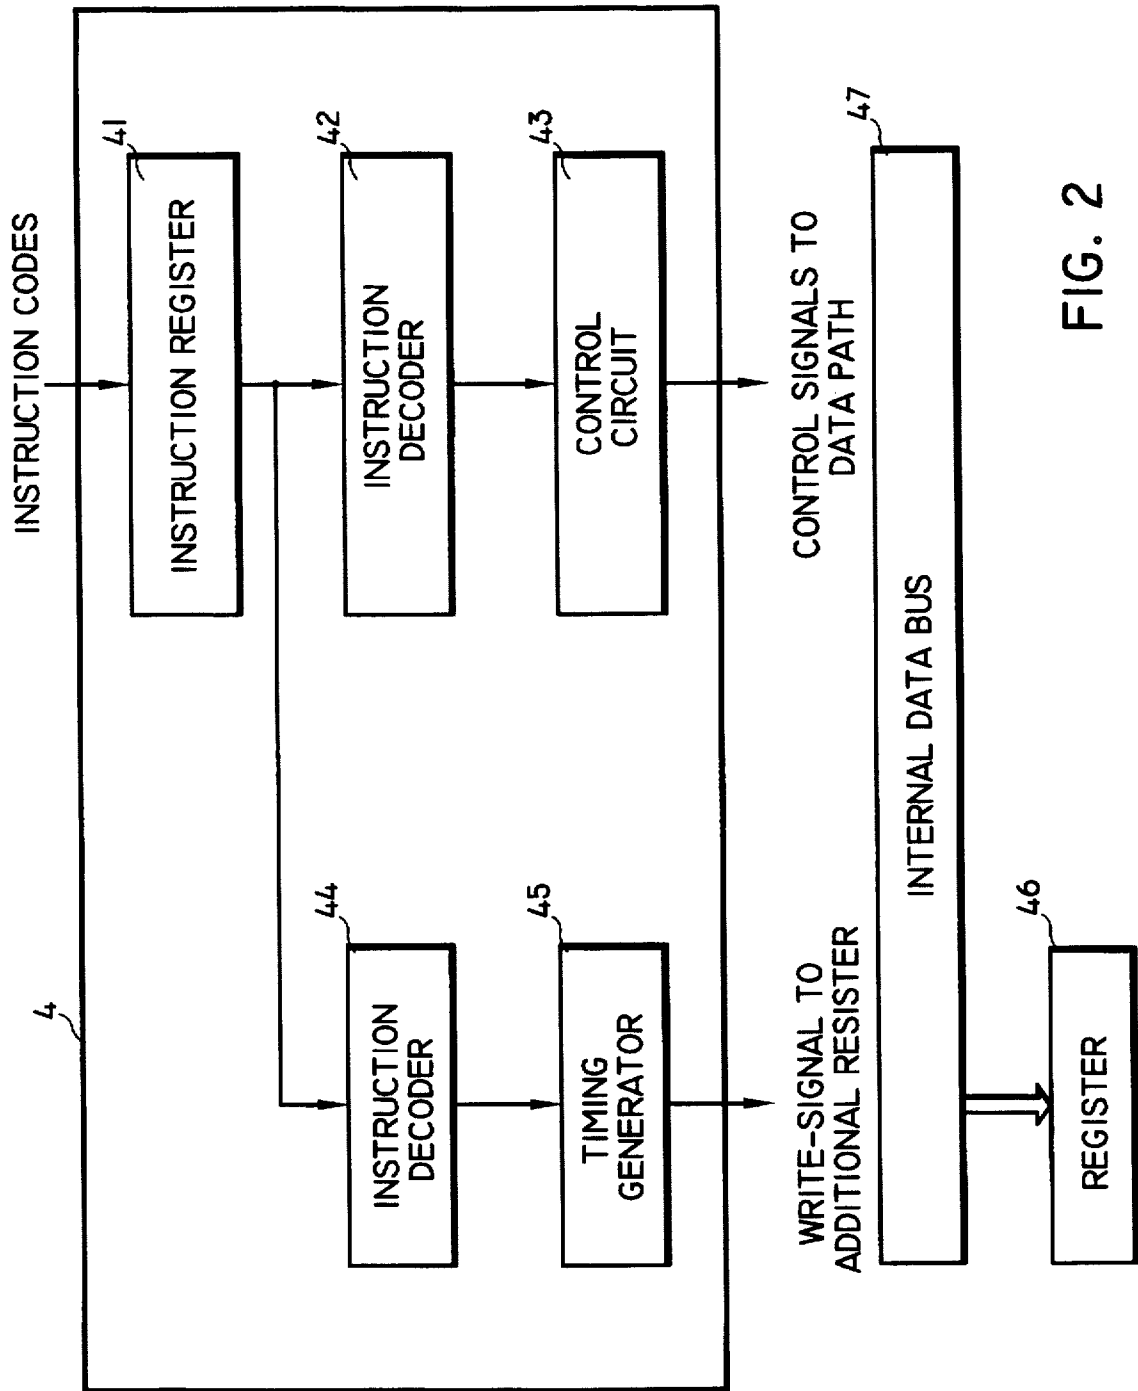 INSTRUCTION CODES
4
41
INSTRUCTION REGISTER
44
INSTRUCTION
DECODER
42
INSTRUCTION
DECODER
45
TIMING
GENERATOR
43
CONTROL
CIRCUIT
WRITE-SIGNAL TO
ADDITIONAL RESISTER
CONTROL SIGNALS TO
DATA PATH
47
INTERNAL DATA BUS
46
REGISTER
FIG. 2